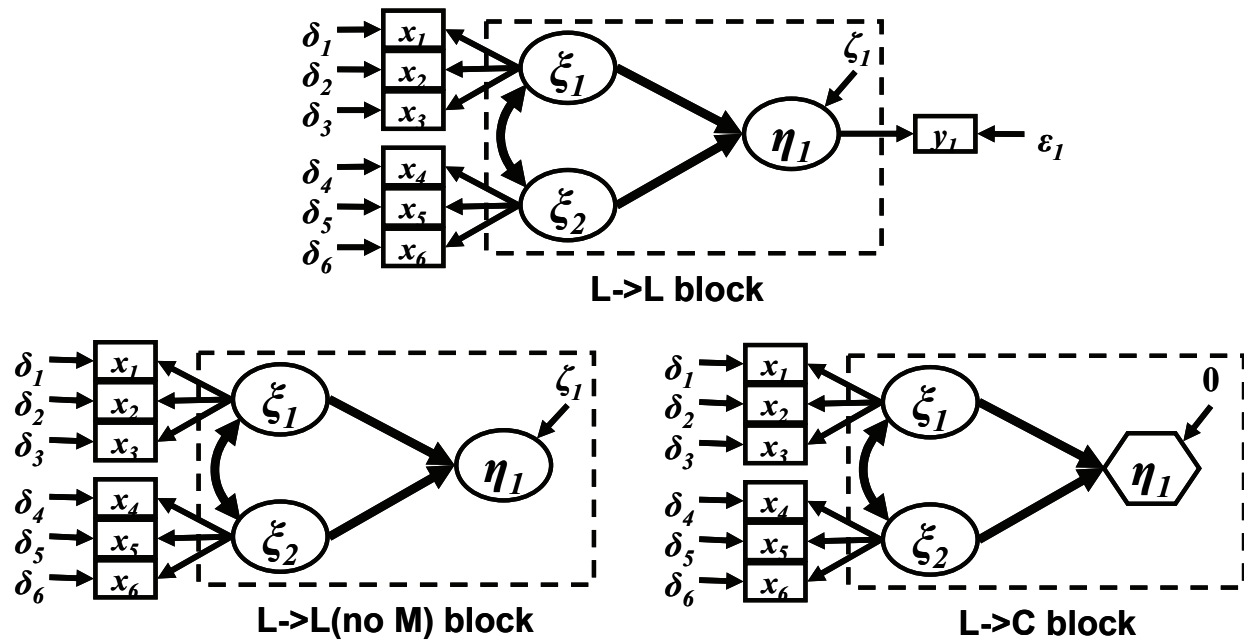 δ1 x1
δ2 x2
δ3 x3
ξ1
ζ1
η1
y1
ε1
δ4 x4
δ5 x5
δ6 x6
ξ2
L->L block
δ1 x1
δ2 x2
δ3 x3
ξ1
ζ1
η1
δ4 x4
δ5 x5
δ6 x6
ξ2
L->L(no M) block
δ1 x1
δ2 x2
δ3 x3
ξ1
0
η1
δ4 x4
δ5 x5
δ6 x6
ξ2
L->C block